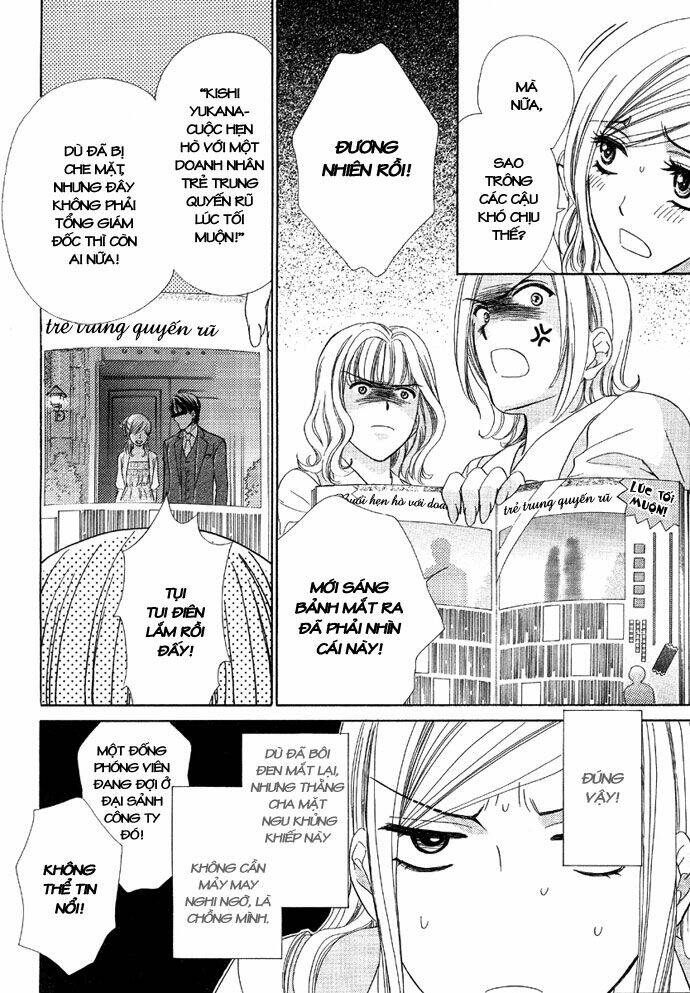 MÀ
NỮA,
SAO
TRÔNG
CÁC CẬU
KHÓ CHỊU
THẾ?
ĐƯƠNG
NHIÊN RỒI!
"KISHI
YUKANA-
CUỘC HẸN
HÒ VỚI MỘT
DOANH NHÂN
TRẺ TRUNG
QUYẾN RŨ
LÚC TỐI
MUỘN!"
DÙ ĐÃ BỊ
CHE MẶT,
NHƯNG ĐÂY
KHÔNG PHẢI
TỔNG GIÁM
ĐỐC THÌ CÒN
AI NỮA!
trẻ trung quyến rũ
hẹn hò với
trẻ trung quyến rũ
LÚC TỐI
MUỘN!
MỚI SÁNG
BẢNH MẮT RA
ĐÃ PHẢI NHÌN
CÁI NÀY!
TỤI
TUI ĐIÊN
LẮM RỒI
ĐẤY!
ĐÚNG
VẬY!
DÙ ĐÃ BÔI
ĐEN MẮT LẠI,
NHƯNG THẰNG
CHA MẶT
NGU KHỦNG
KHIẾP NÀY
KHÔNG CẦN
MẢY MAY
NGHI NGỜ, LÀ
CHỒNG MÌNH.
MỘT ĐỐNG
PHÓNG VIÊN
ĐANG ĐỢI Ở
ĐẠI SẢNH
CÔNG TY
ĐÓ!
KHÔNG
THỂ TIN
NỔI!